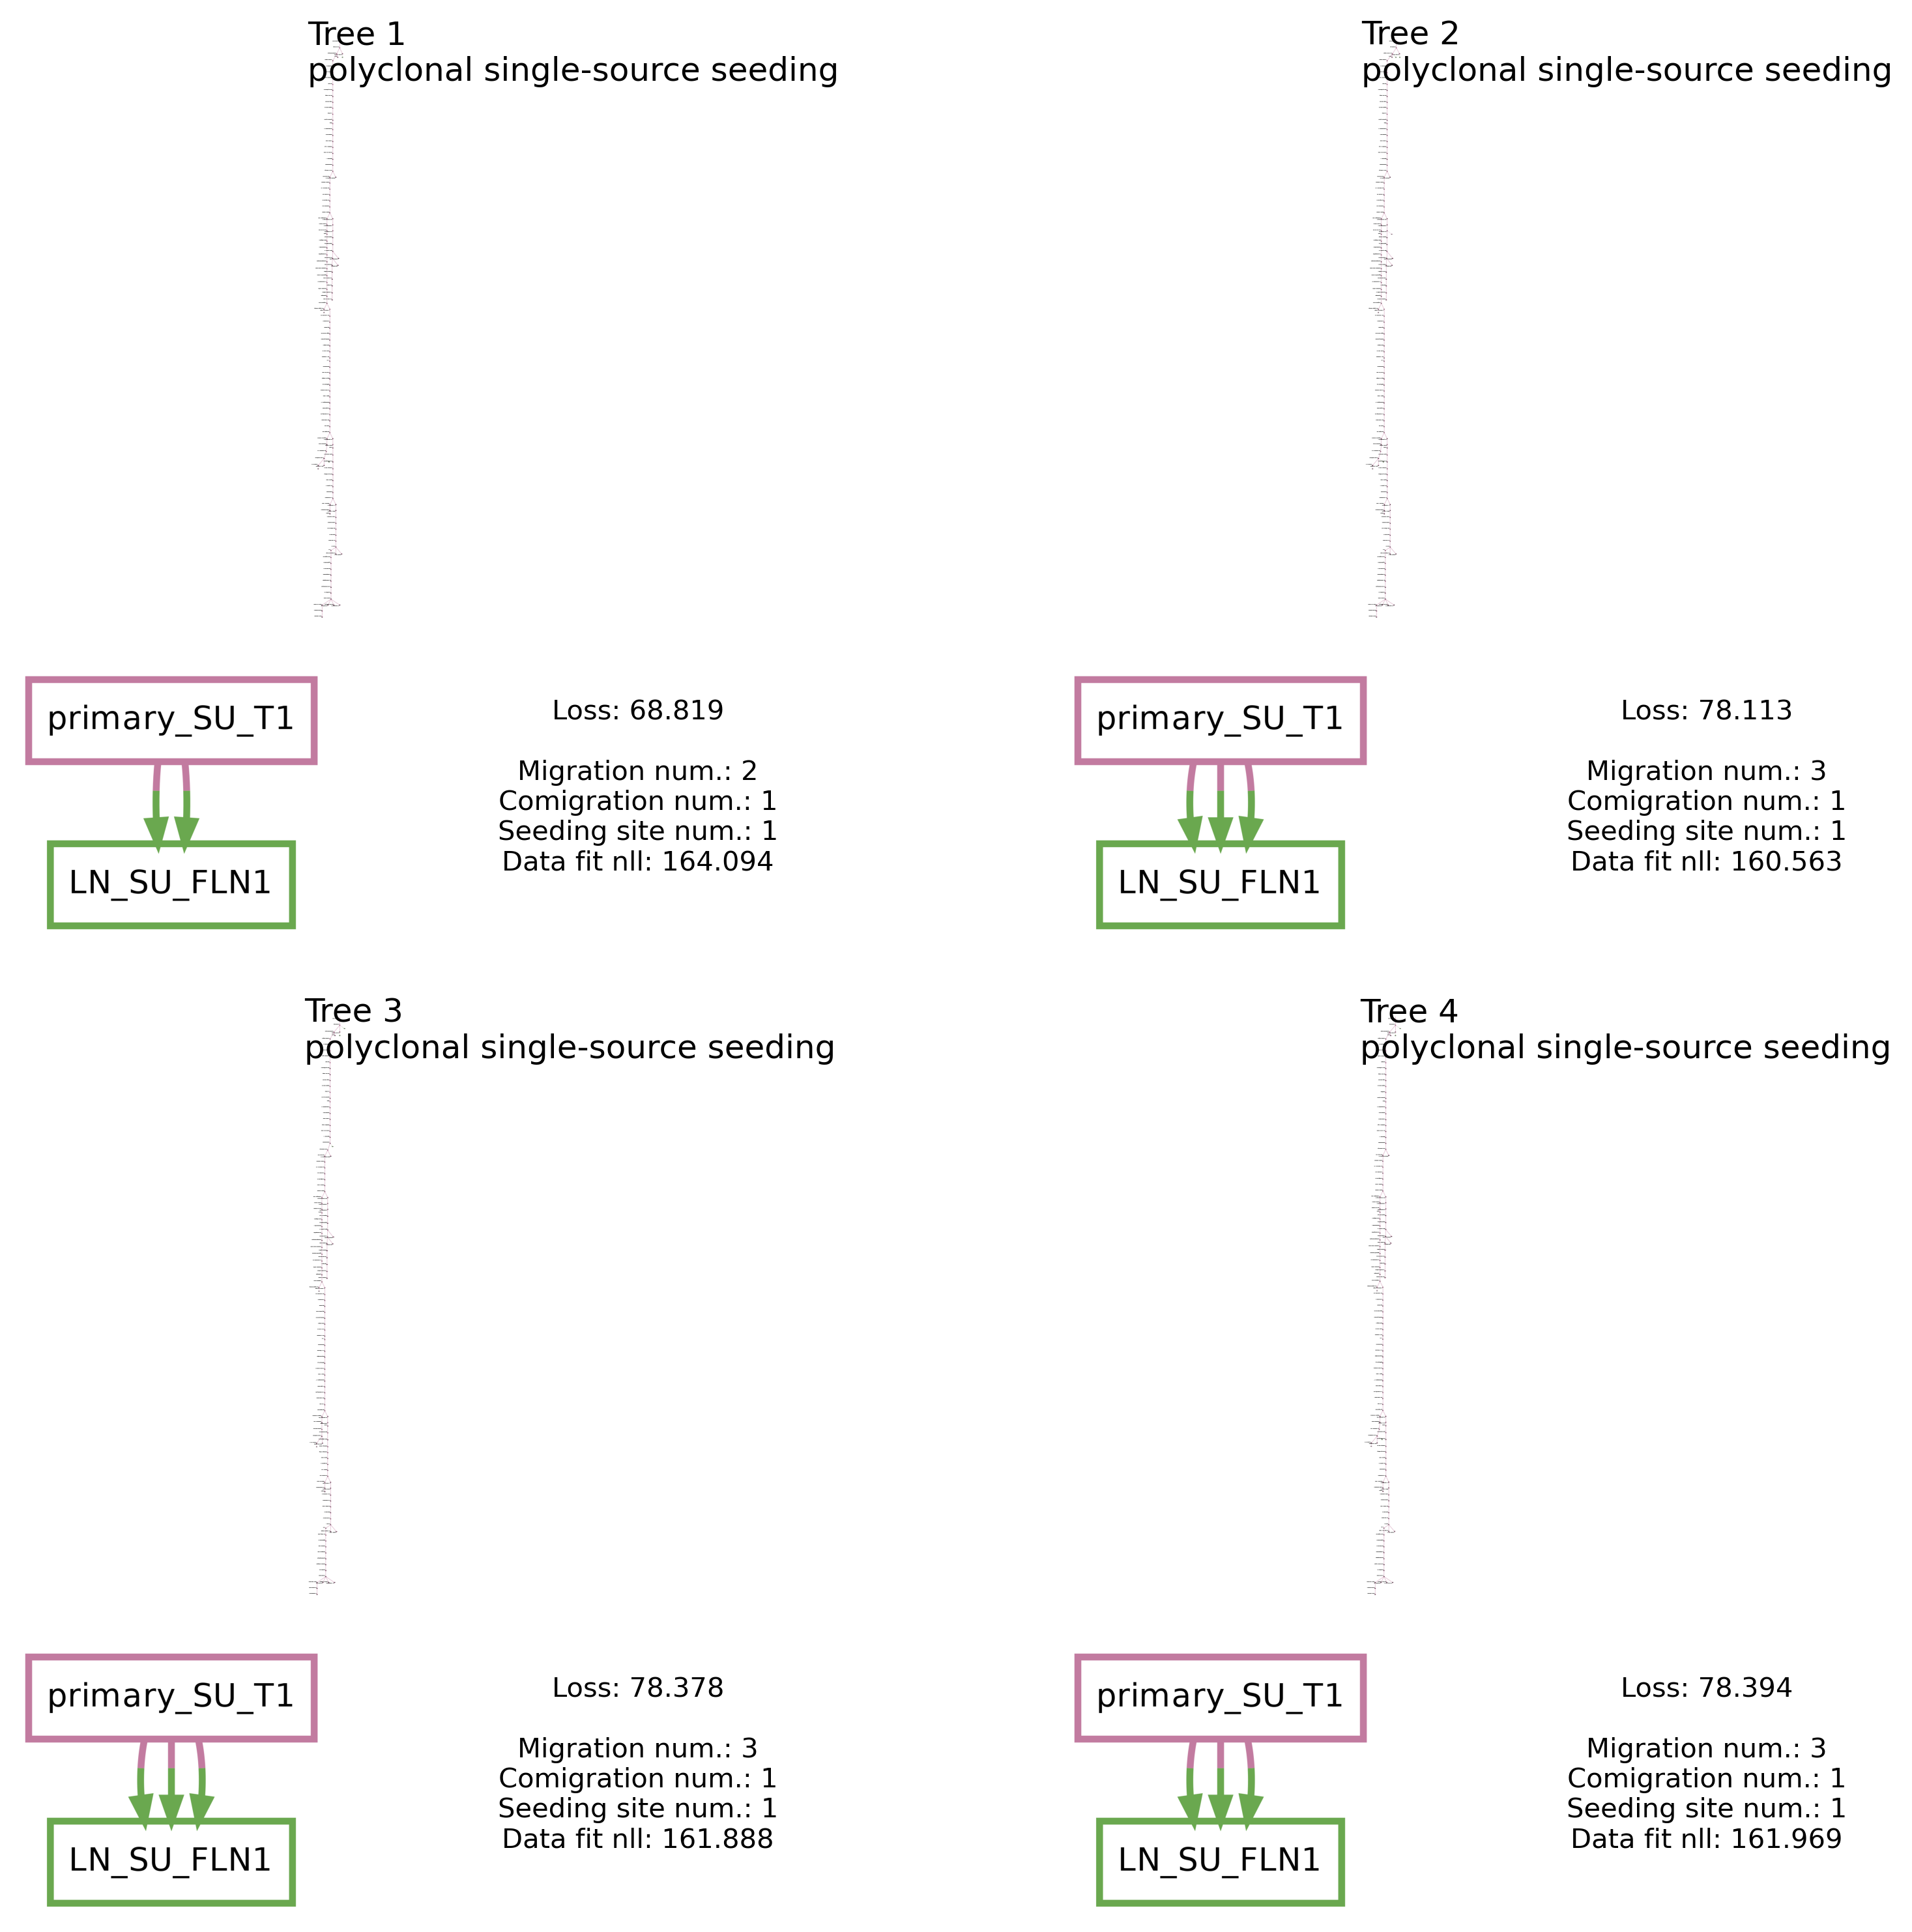 Tree 1
polyclonal single-source seeding
primary_SU_T1
LN_SU_FLN1
Loss: 68.819
Migration num.: 2
Comigration num.: 1
Seeding site num.: 1
Data fit nll: 164.094
Tree 2
polyclonal single-source seeding
primary_SU_T1
LN_SU_FLN1
Loss: 78.113
Migration num.: 3
Comigration num.: 1
Seeding site num.: 1
Data fit nll: 160.563
Tree 3
polyclonal single-source seeding
primary_SU_T1
LN_SU_FLN1
Loss: 78.378
Migration num.: 3
Comigration num.: 1
Seeding site num.: 1
Data fit nll: 161.888
Tree 4
polyclonal single-source seeding
primary_SU_T1
LN_SU_FLN1
Loss: 78.394
Migration num.: 3
Comigration num.: 1
Seeding site num.: 1
Data fit nll: 161.969